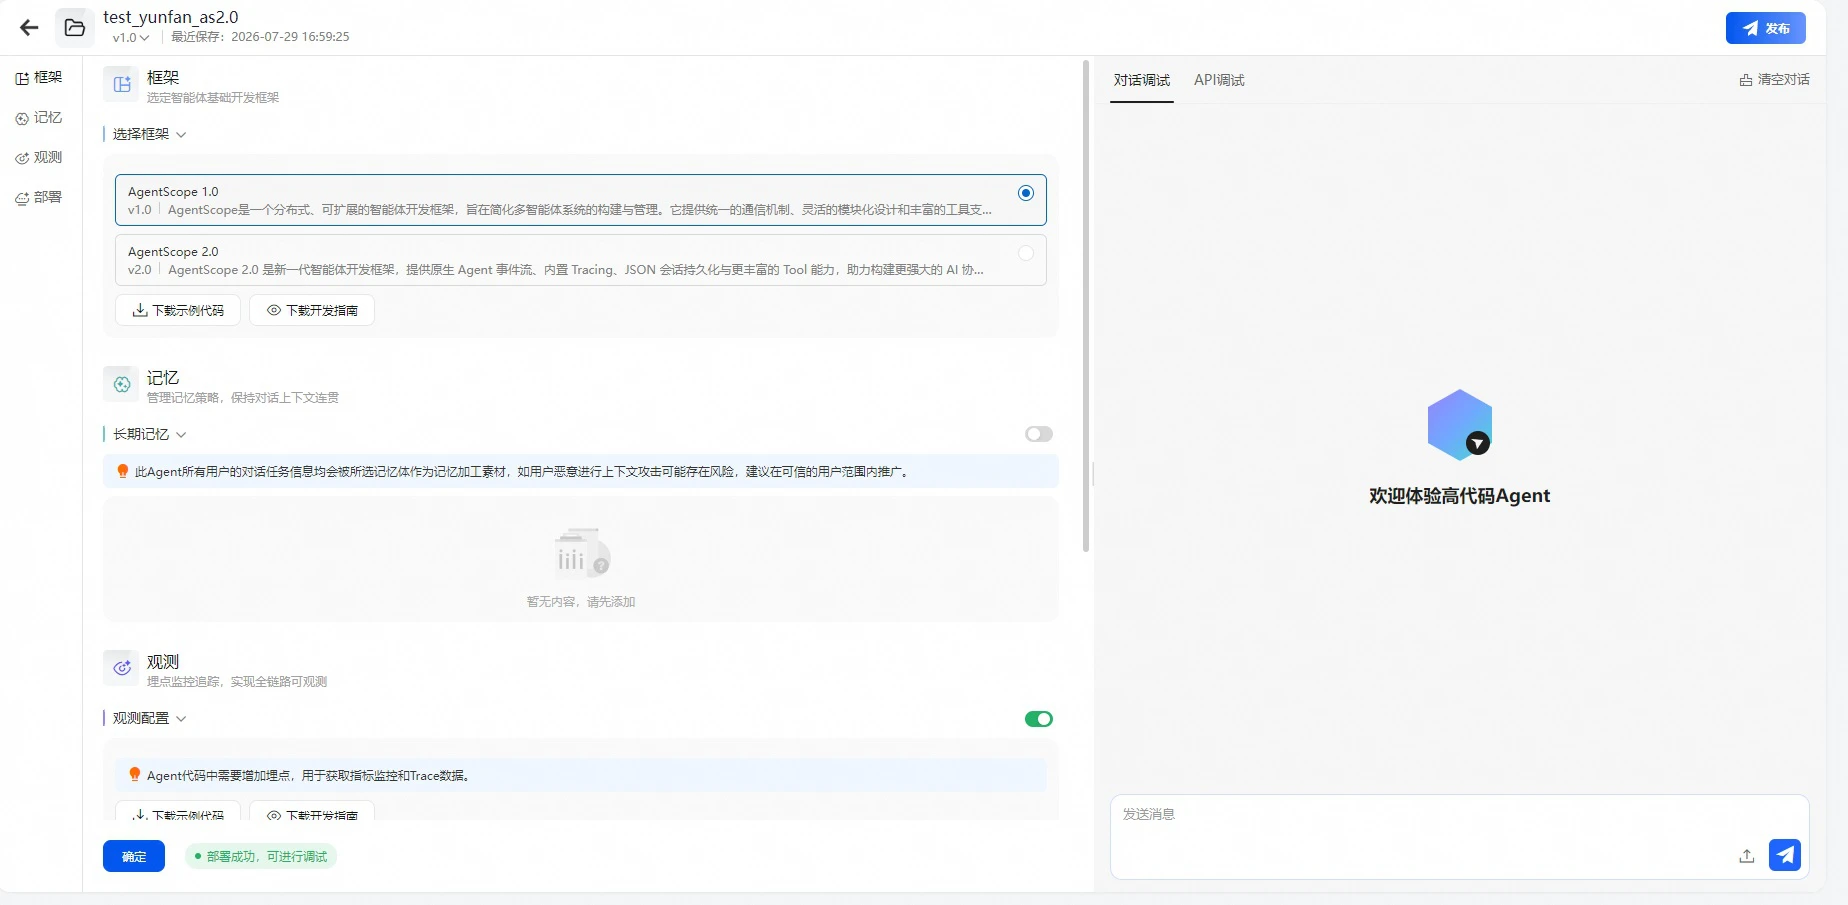 test_yunfan_as2.0
v1.0 最近保存：2026-07-29 16:59:25
发布
框架
记忆
观测
部署
框架
选定智能体基础开发框架
选择框架
AgentScope 1.0
v1.0 AgentScope是一个分布式、可扩展的智能体开发框架，旨在简化多智能体系统的构建与管理。它提供统一的通信机制、灵活的模块化设计和丰富的工具支...
AgentScope 2.0
v2.0 AgentScope 2.0 是新一代智能体开发框架，提供原生 Agent 事件流、内置 Tracing、JSON 会话持久化与更丰富的 Tool 能力，助力构建更强大的 AI 协...
下载示例代码 下载开发指南
记忆
管理记忆策略，保持对话上下文连贯
长期记忆
此Agent所有用户的对话任务信息均会被所选记忆体作为记忆加工素材，如用户恶意进行上下文攻击可能存在风险，建议在可信的用户范围内推广。
暂无内容，请先添加
观测
埋点监控追踪，实现全链路可观测
观测配置
Agent代码中需要增加埋点，用于获取指标监控和Trace数据。
下载示例代码 下载开发指南
确定 部署成功，可进行调试
对话调试 API调试 清空对话
欢迎体验高代码Agent
发送消息